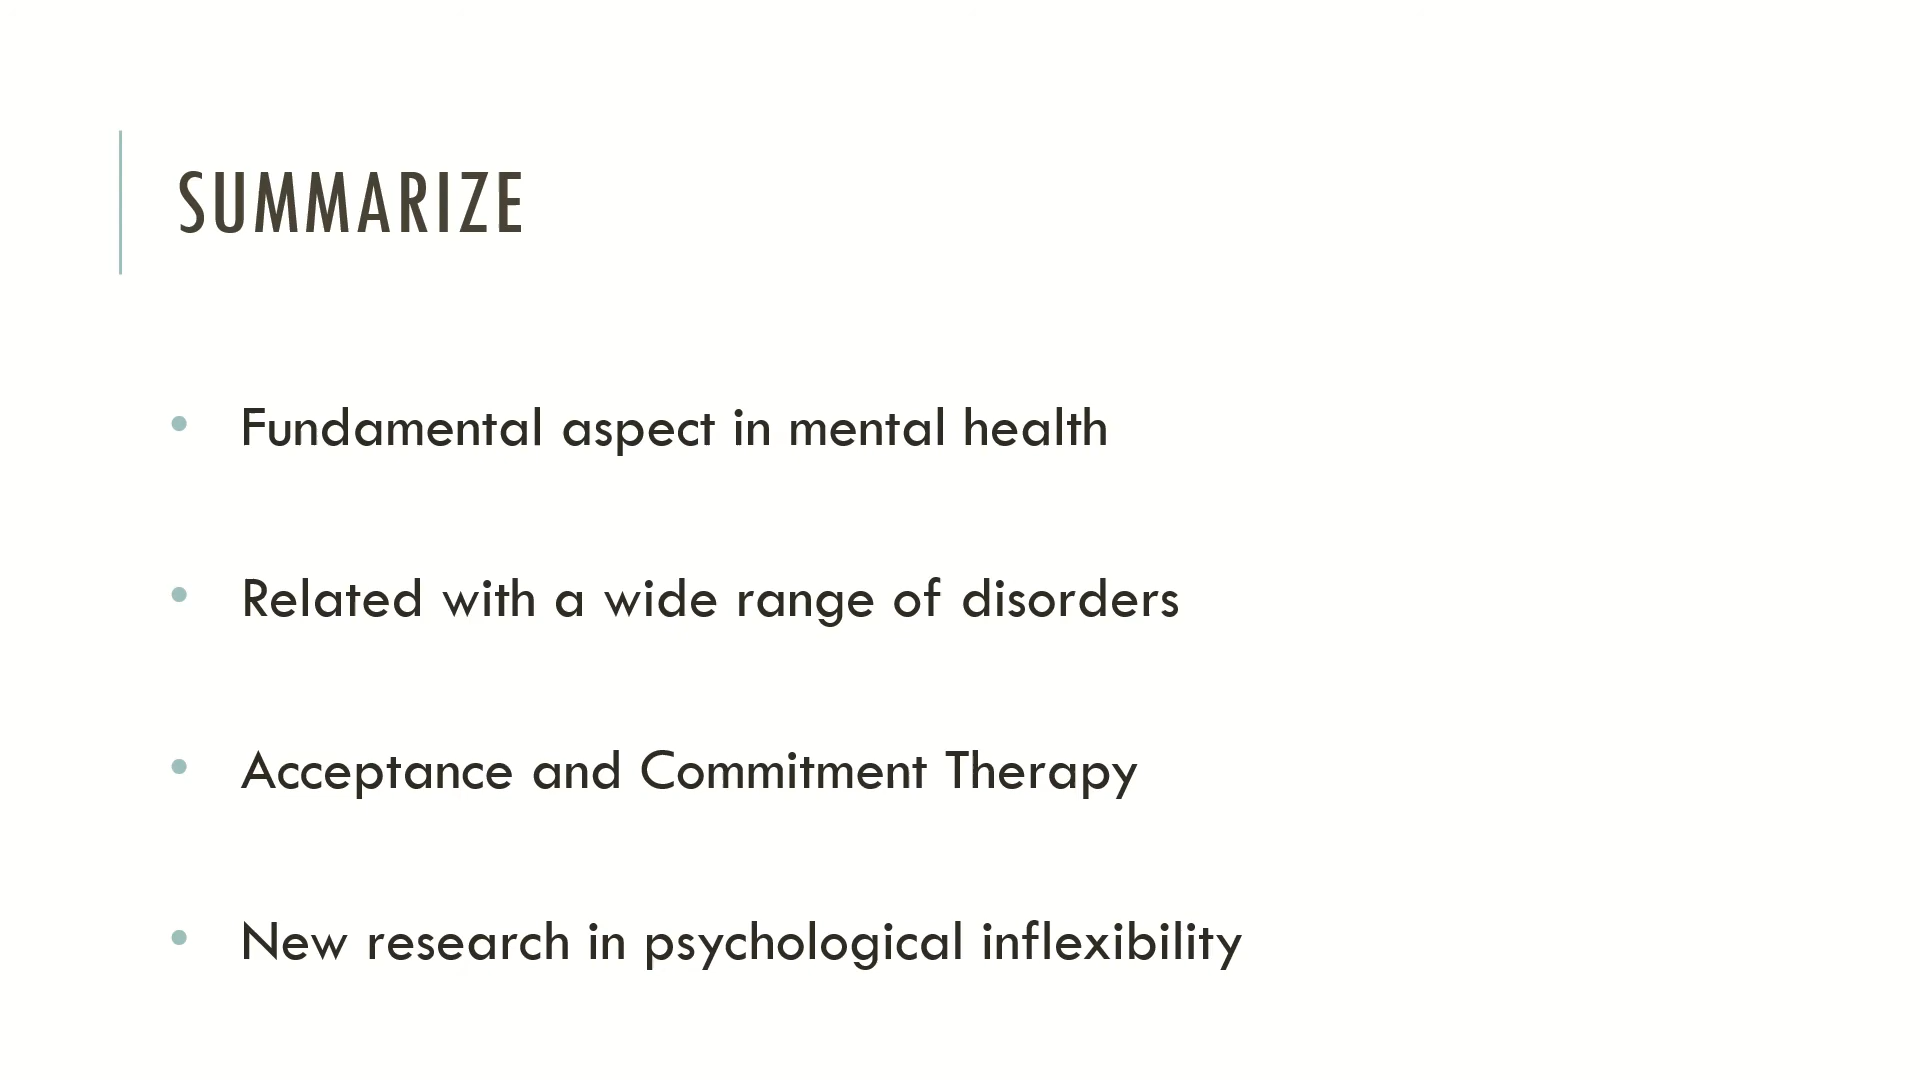 SUMMARIZE
• Fundamental aspect in mental health
• Related with a wide range of disorders
• Acceptance and Commitment Therapy
• New research in psychological inflexibility